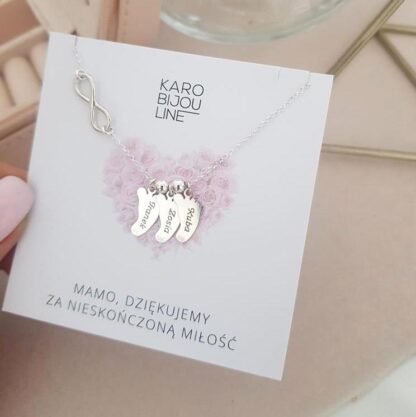 KARO
BIJOU
LINE
Franek
Zosia
Kuba
MAMO, DZIĘKUJEMY
ZA NIESKOŃCZONĄ MIŁOŚĆ